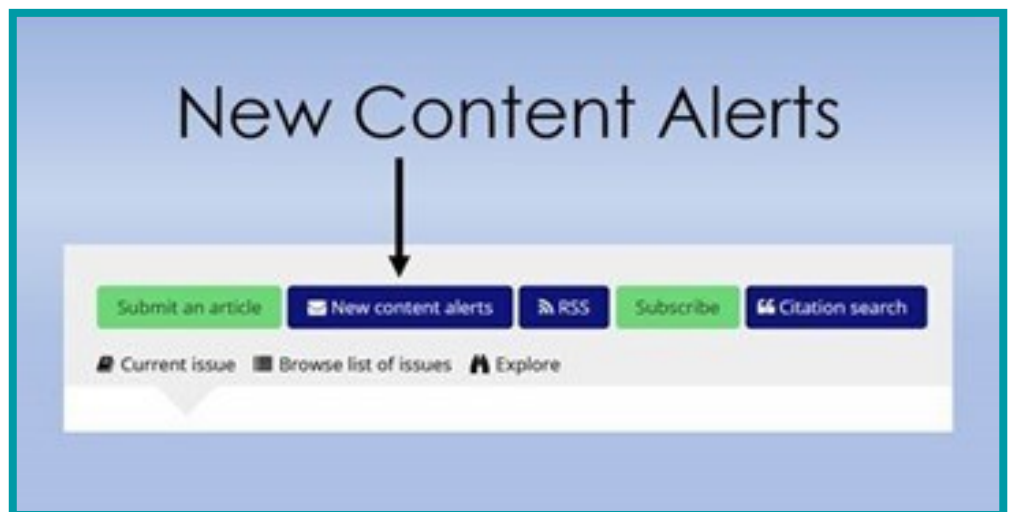 New Content Alerts
Submit an article New content alerts RSS Subscribe Citation search
Current issue Browse list of issues Explore